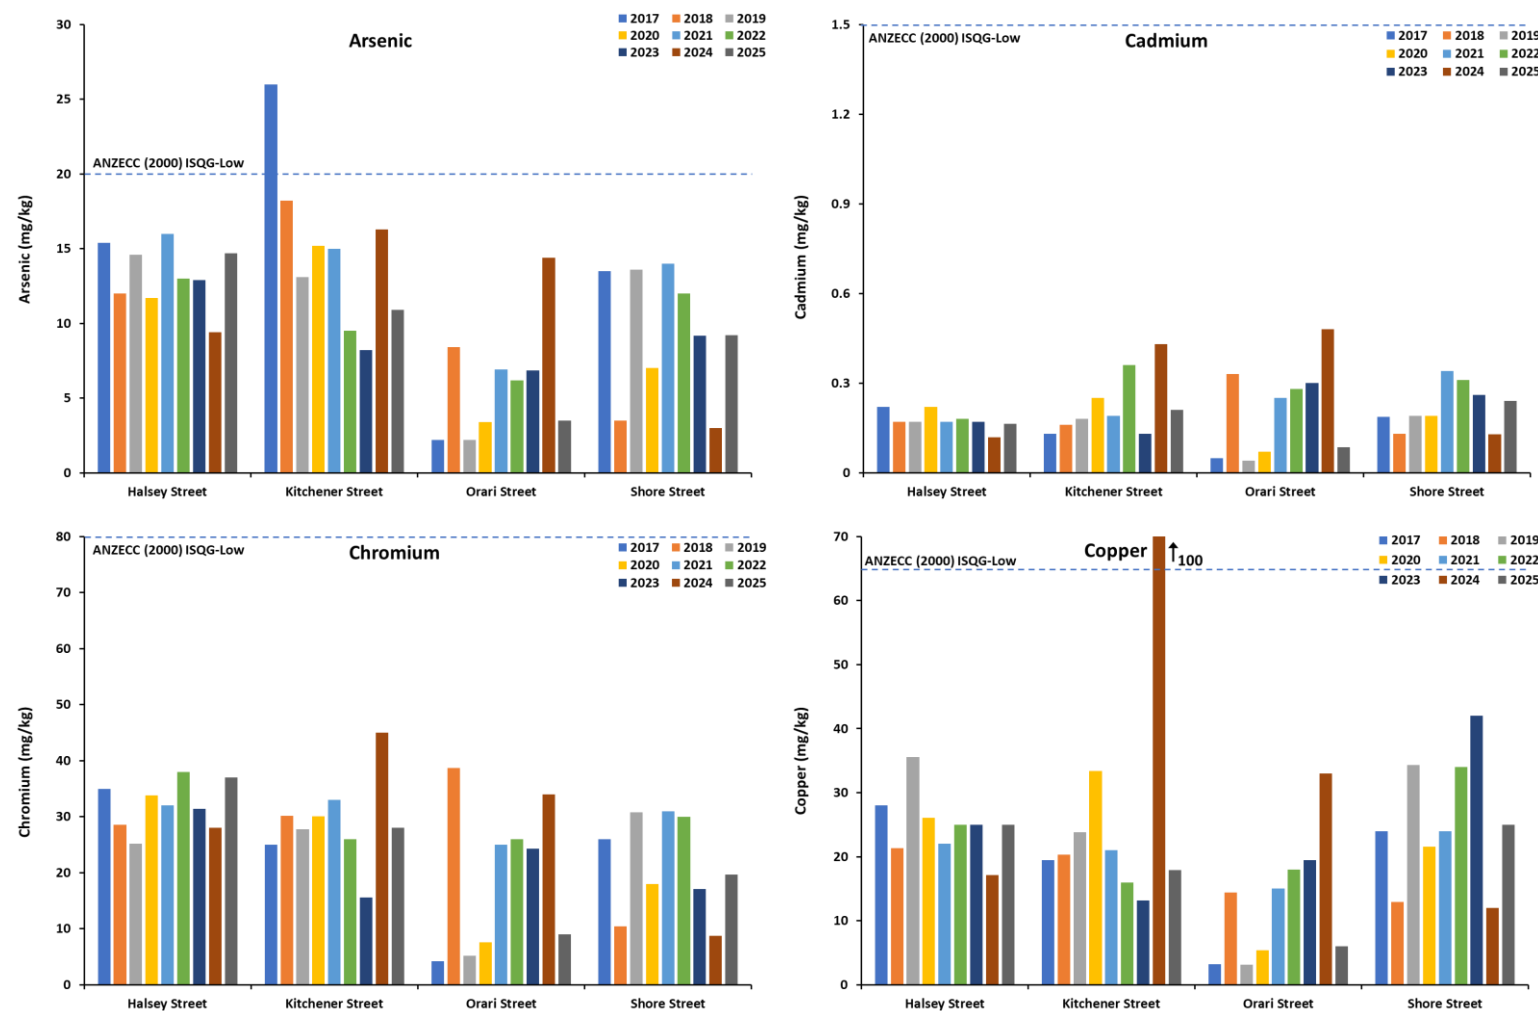 Arsenic
2017 2018 2019
2020 2021 2022
2023 2024 2025
ANZECC (2000) ISQG-Low
Arsenic (mg/kg)
30
25
20
15
10
5
0
Halsey Street Kitchener Street Orari Street Shore Street
Cadmium
2017 2018 2019
2020 2021 2022
2023 2024 2025
ANZECC (2000) ISQG-Low
Cadmium (mg/kg)
1.5
1.2
0.9
0.6
0.3
0
Halsey Street Kitchener Street Orari Street Shore Street
Chromium
2017 2018 2019
2020 2021 2022
2023 2024 2025
ANZECC (2000) ISQG-Low
Chromium (mg/kg)
80
70
60
50
40
30
20
10
0
Halsey Street Kitchener Street Orari Street Shore Street
Copper
100
2017 2018 2019
2020 2021 2022
2023 2024 2025
ANZECC (2000) ISQG-Low
Copper (mg/kg)
70
60
50
40
30
20
10
0
Halsey Street Kitchener Street Orari Street Shore Street